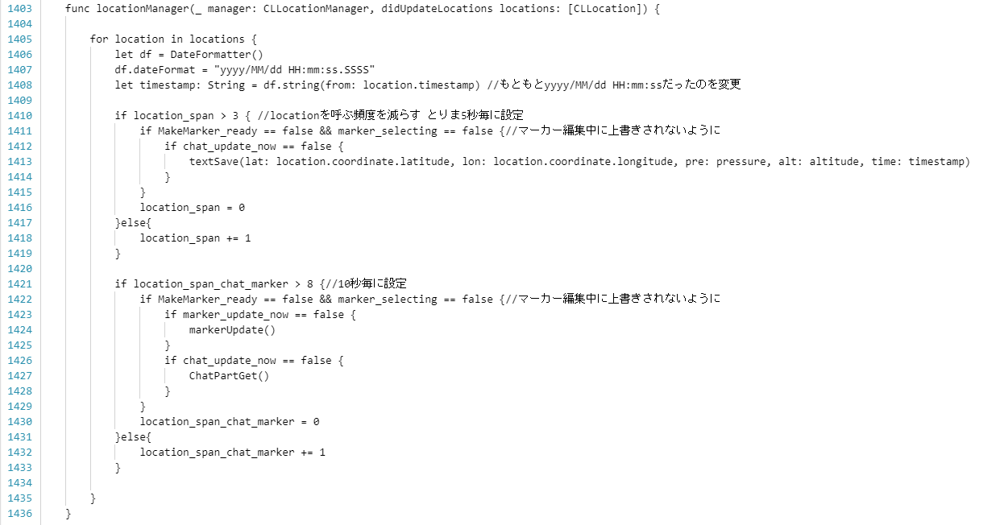 1403 func locationManager(_ manager: CLLocationManager, didUpdateLocations locations: [CLLocation]) {
1404
1405 for location in locations {
1406 let df = DateFormatter()
1407 df.dateFormat = "yyyy/MM/dd HH:mm:ss.SSSS"
1408 let timestamp: String = df.string(from: location.timestamp) //もともとyyyy/MM/dd HH:mm:ssだったのを変更
1409
1410 if location_span > 3 { //locationを呼ぶ頻度を減らす とりま5秒毎に設定
1411 if MakeMarker_ready == false && marker_selecting == false {//マーカー編集中に上書きされないように
1412 if chat_update_now == false {
1413 textSave(lat: location.coordinate.latitude, lon: location.coordinate.longitude, pre: pressure, alt: altitude, time: timestamp)
1414 }
1415 }
1416 location_span = 0
1417 }else{
1418 location_span += 1
1419 }
1420
1421 if location_span_chat_marker > 8 {//10秒毎に設定
1422 if MakeMarker_ready == false && marker_selecting == false {//マーカー編集中に上書きされないように
1423 if marker_update_now == false {
1424 markerUpdate()
1425 }
1426 if chat_update_now == false {
1427 ChatPartGet()
1428 }
1429 }
1430 location_span_chat_marker = 0
1431 }else{
1432 location_span_chat_marker += 1
1433 }
1434
1435 }
1436 }